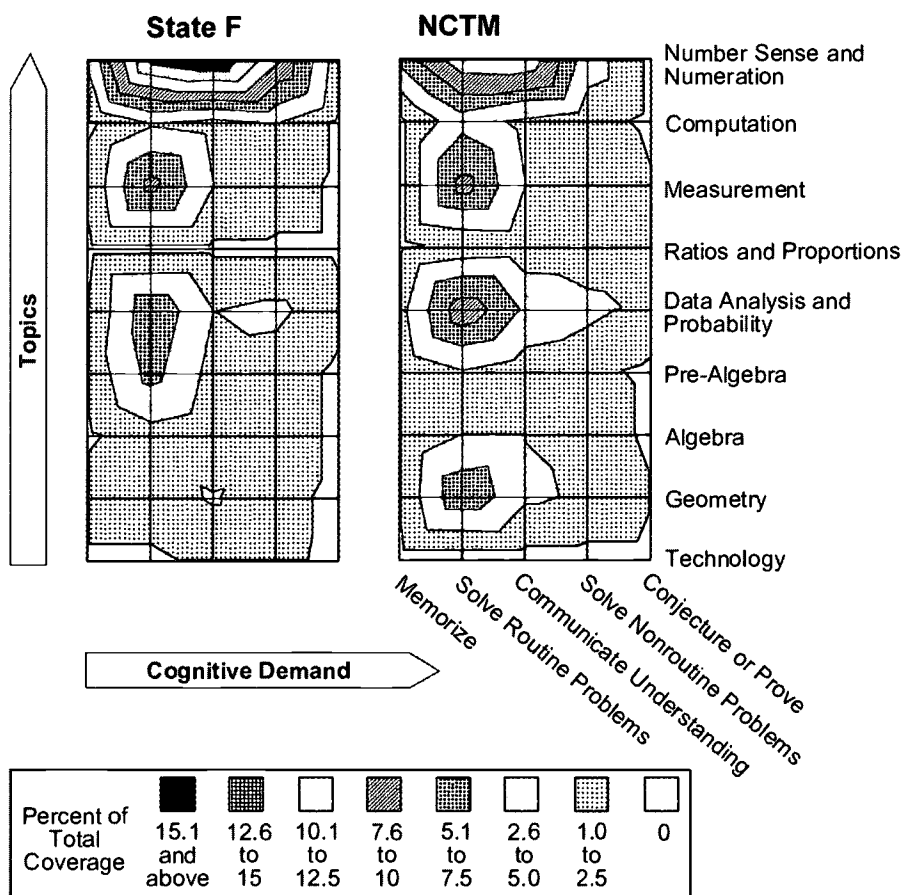 State F
NCTM
Number Sense and
Numeration
Computation
Measurement
Ratios and Proportions
Data Analysis and
Probability
Pre-Algebra
Algebra
Geometry
Technology
Topics
Memorize
Solve Routine Problems
Communicate Understanding
Solve Nonroutine Problems
Conjecture or Prove
Cognitive Demand
Percent of
Total
Coverage
15.1
and
above
12.6
to
15
10.1
to
12.5
7.6
to
10
5.1
to
7.5
2.6
to
5.0
1.0
to
2.5
0